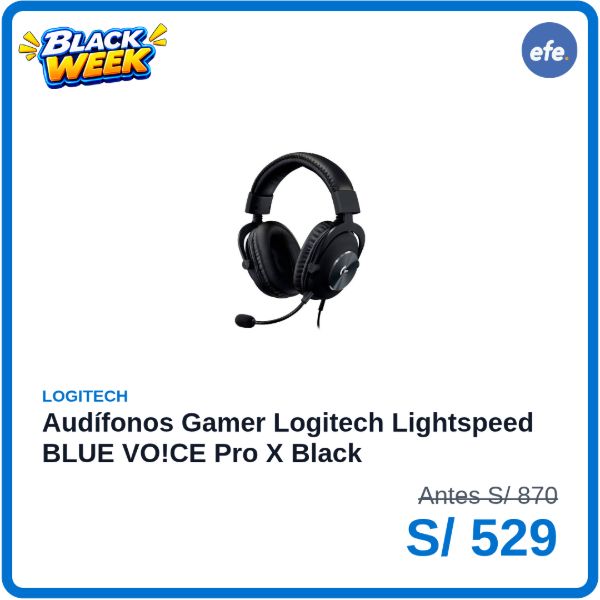 BLACK
WEEK
efe.
LOGITECH
Audífonos Gamer Logitech Lightspeed
BLUE VO!CE Pro X Black
Antes S/ 870
S/ 529